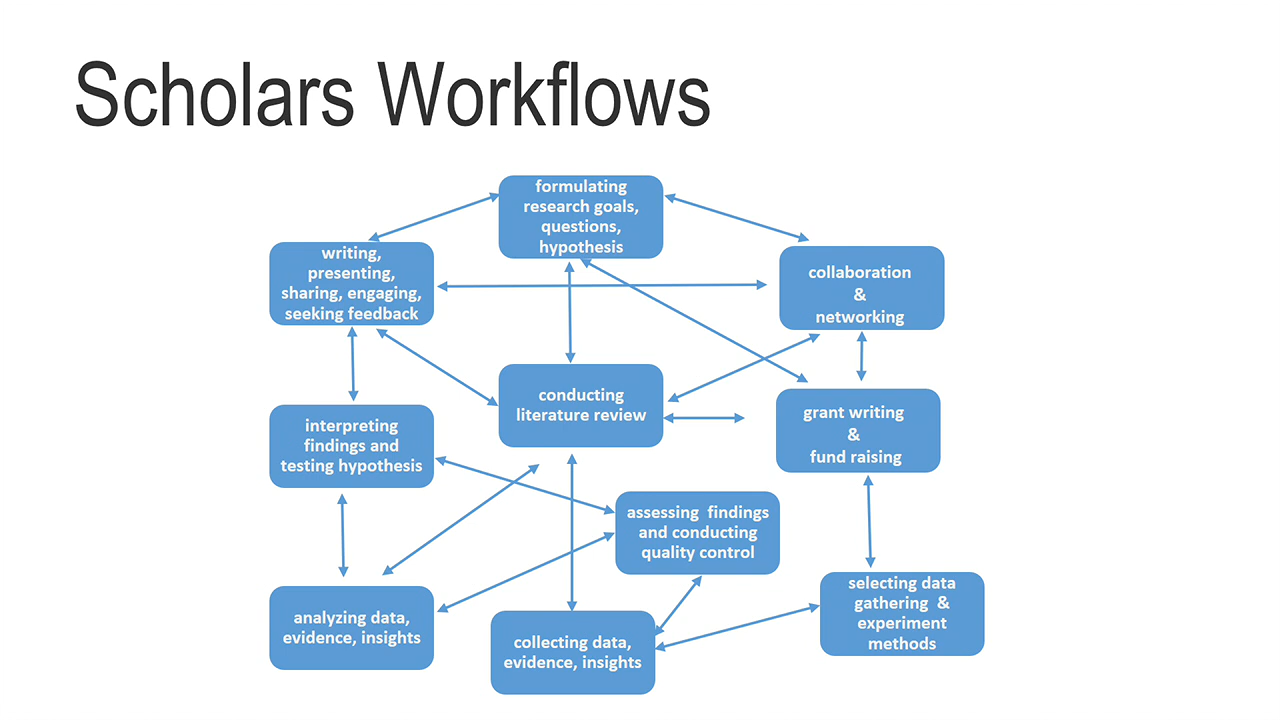 Scholars Workflows
formulating
research goals,
questions,
hypothesis
writing,
presenting,
sharing, engaging,
seeking feedback
collaboration
&
networking
conducting
literature review
grant writing
&
fund raising
interpreting
findings and
testing hypothesis
assessing findings
and conducting
quality control
selecting data
gathering &
experiment
methods
analyzing data,
evidence, insights
collecting data,
evidence, insights